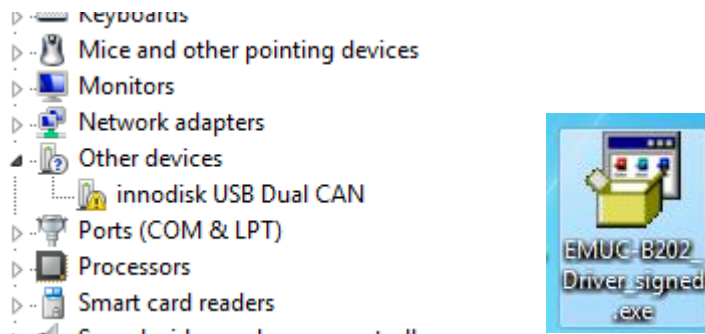 Keyboards
Mice and other pointing devices
Monitors
Network adapters
Other devices
innodisk USB Dual CAN
Ports (COM & LPT)
Processors
Smart card readers
EMUC-B202_
Driver_signed
.exe